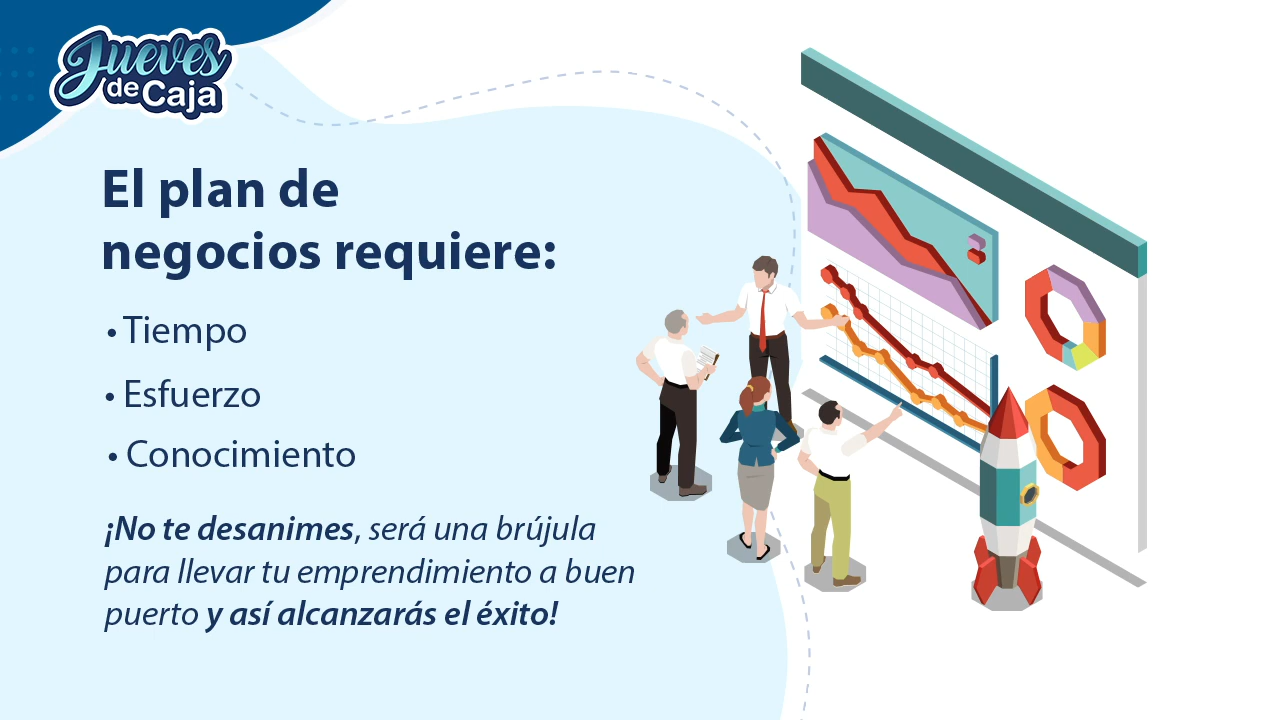 Jueves
de Caja
El plan de
negocios requiere:
• Tiempo
• Esfuerzo
• Conocimiento
¡No te desanimes, será una brújula
para llevar tu emprendimiento a buen
puerto y así alcanzarás el éxito!